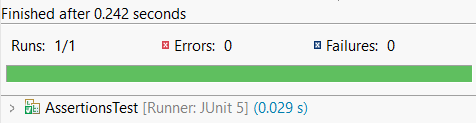 Finished after 0.242 seconds
Runs: 1/1 Errors: 0 Failures: 0
AssertionsTest [Runner: JUnit 5] (0.029 s)